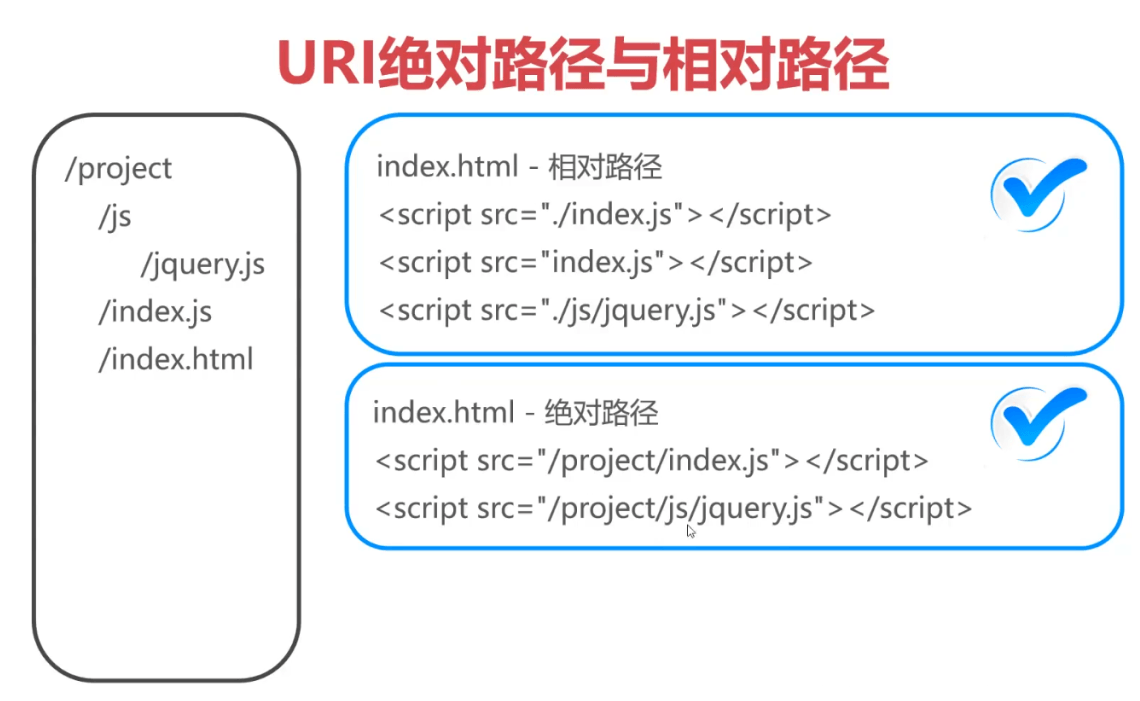 URI绝对路径与相对路径
/project
/js
/jquery.js
/index.js
/index.html
index.html - 相对路径
<script src="./index.js"></script>
<script src="index.js"></script>
<script src="./js/jquery.js"></script>
index.html - 绝对路径
<script src="/project/index.js"></script>
<script src="/project/js/jquery.js"></script>